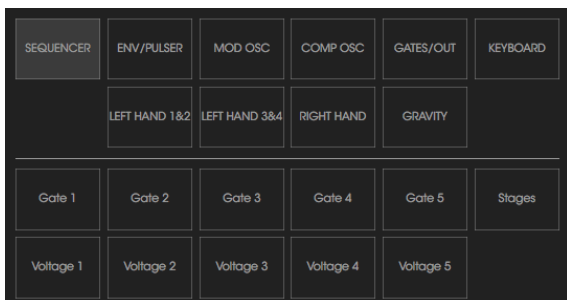 SEQUENCER ENV/PULSER MOD OSC COMP OSC GATES/OUT KEYBOARD
LEFT HAND 1&2 LEFT HAND 3&4 RIGHT HAND GRAVITY
Gate 1 Gate 2 Gate 3 Gate 4 Gate 5 Stages
Voltage 1 Voltage 2 Voltage 3 Voltage 4 Voltage 5